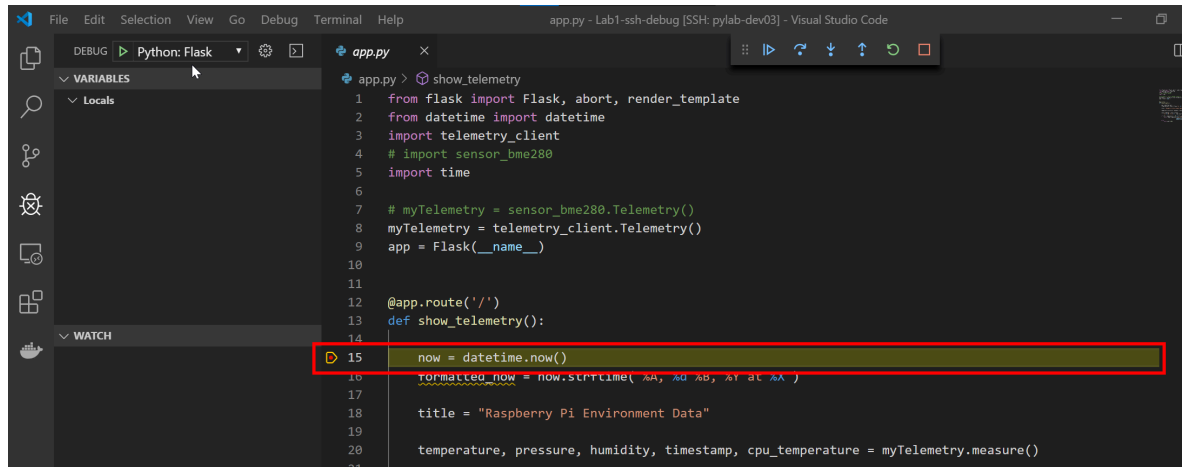 File Edit Selection View Go Debug Terminal Help app.py - Lab1-ssh-debug [SSH: pylab-dev03] - Visual Studio Code
DEBUG Python: Flask
app.py
VARIABLES
app.py > show_telemetry
Locals
1 from flask import Flask, abort, render_template
2 from datetime import datetime
3 import telemetry_client
4 # import sensor_bme280
5 import time
6
7 # myTelemetry = sensor_bme280.Telemetry()
8 myTelemetry = telemetry_client.Telemetry()
9 app = Flask(__name__)
10
11
12 @app.route('/')
13 def show_telemetry():
WATCH
14
15 now = datetime.now()
16 formatted_now = now.strftime( %A, %d %B, %Y at %X )
17
18 title = "Raspberry Pi Environment Data"
19
20 temperature, pressure, humidity, timestamp, cpu_temperature = myTelemetry.measure()